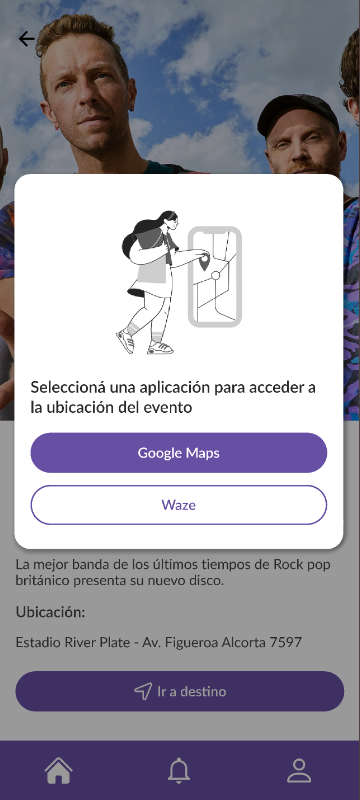 Seleccioná una aplicación para acceder a
la ubicación del evento
Google Maps
Waze
La mejor banda de los últimos tiempos de Rock pop
británico presenta su nuevo disco.
Ubicación:
Estadio River Plate - Av. Figueroa Alcorta 7597
Ir a destino